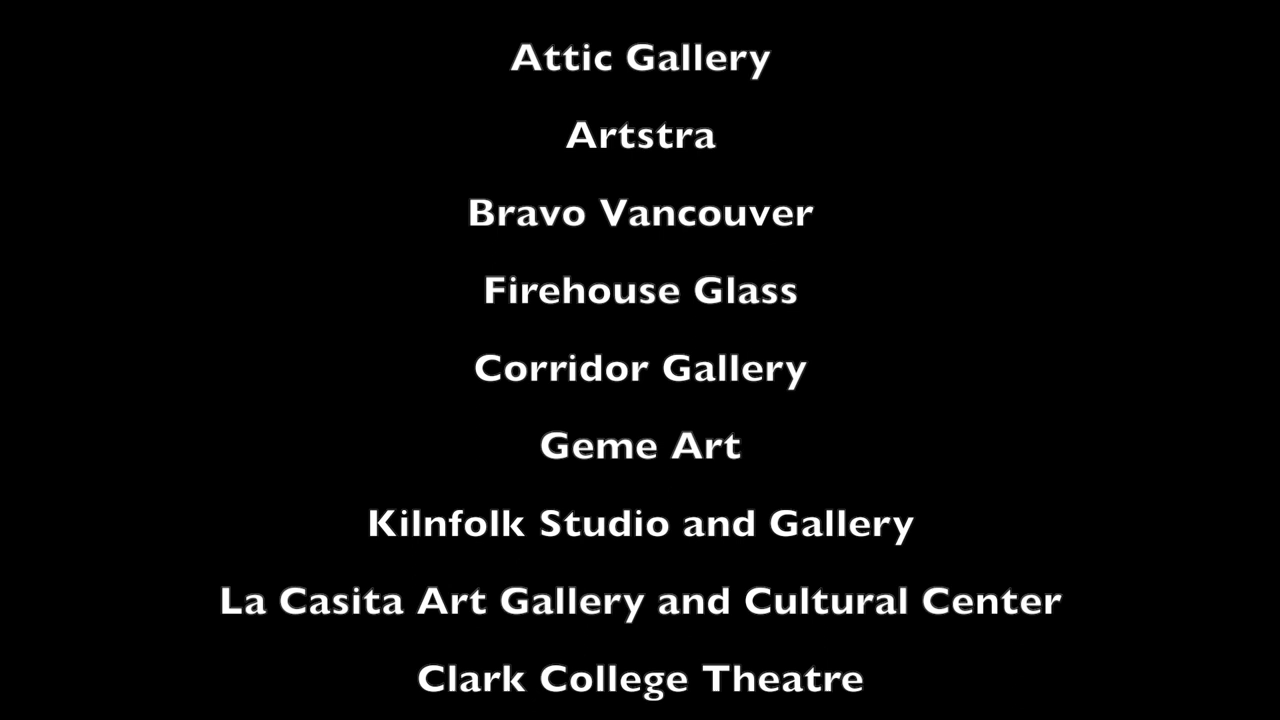 Attic Gallery
Artstra
Bravo Vancouver
Firehouse Glass
Corridor Gallery
Geme Art
Kilnfolk Studio and Gallery
La Casita Art Gallery and Cultural Center
Clark College Theatre